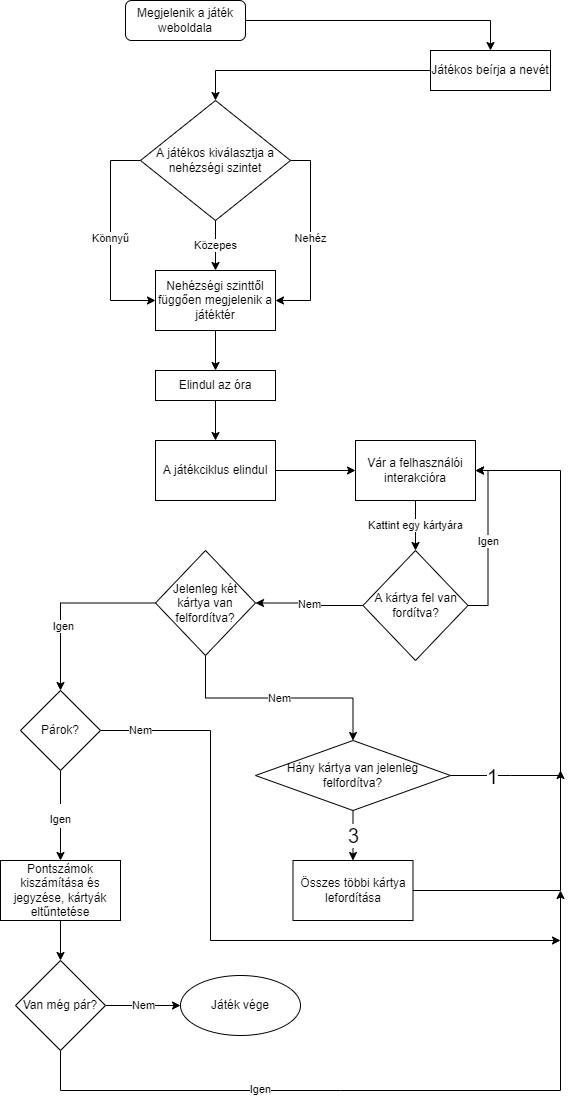 Megjelenik a játék
weboldala
Játékos beírja a nevét
A játékos kiválasztja a
nehézségi szintet
Könnyű
Közepes
Nehéz
Nehézségi szinttől
függően megjelenik a
játéktér
Elindul az óra
A játékciklus elindul
Vár a felhasználói
interakcióra
Kattint egy kártyára
Igen
A kártya fel van
fordítva?
Nem
Jelenleg két
kártya van
felfordítva?
Igen
Nem
Párok?
Nem
Hány kártya van jelenleg
felfordítva?
1
3
Igen
Pontszámok
kiszámítása és
jegyzése, kártyák
eltűntetése
Összes többi kártya
lefordítása
Van még pár?
Nem
Játék vége
Igen